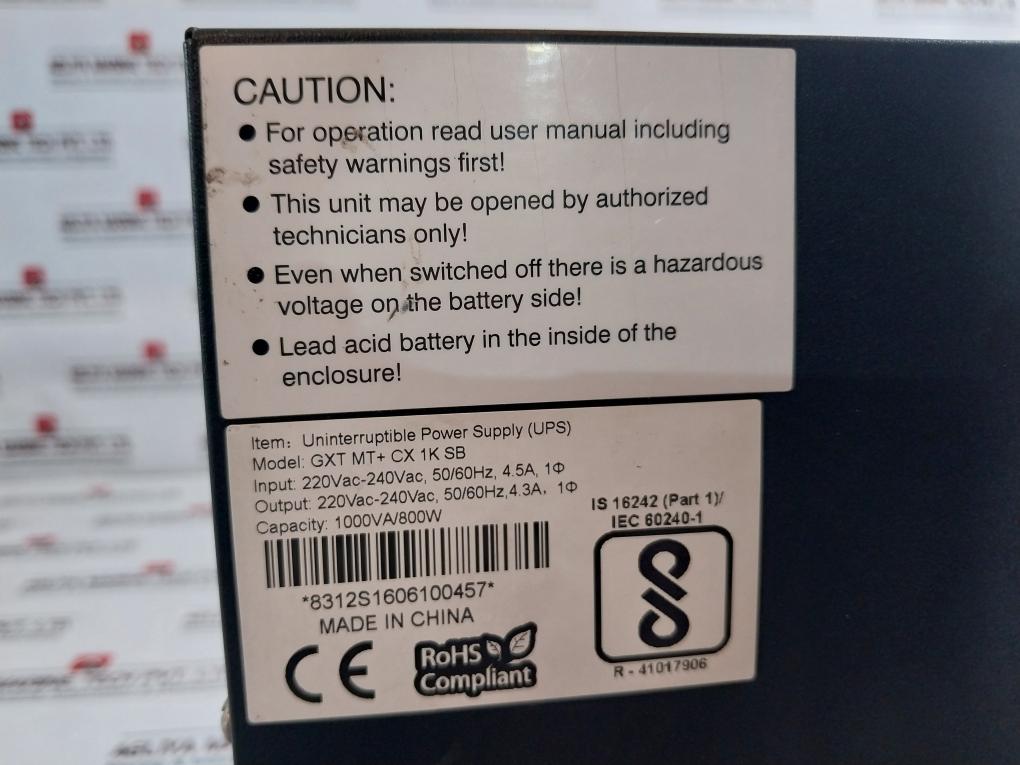 CAUTION:
● For operation read user manual including
safety warnings first!
● This unit may be opened by authorized
technicians only!
● Even when switched off there is a hazardous
voltage on the battery side!
● Lead acid battery in the inside of the
enclosure!
Item: Uninterruptible Power Supply (UPS)
Model: GXT MT+ CX 1K SB
Input: 220Vac-240Vac, 50/60Hz, 4.5A, 1Φ
Output: 220Vac-240Vac, 50/60Hz,4.3A, 1Φ
Capacity: 1000VA/800W
*8312S1606100457*
MADE IN CHINA
CE
RoHS
Compliant
IS 16242 (Part 1)/
IEC 60240-1
R - 41017906